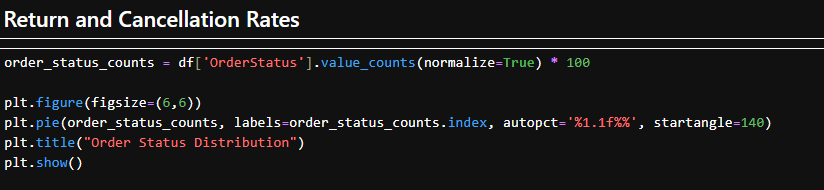 Return and Cancellation Rates
order_status_counts = df['OrderStatus'].value_counts(normalize=True) * 100
plt.figure(figsize=(6,6))
plt.pie(order_status_counts, labels=order_status_counts.index, autopct='%1.1f%%', startangle=140)
plt.title("Order Status Distribution")
plt.show()